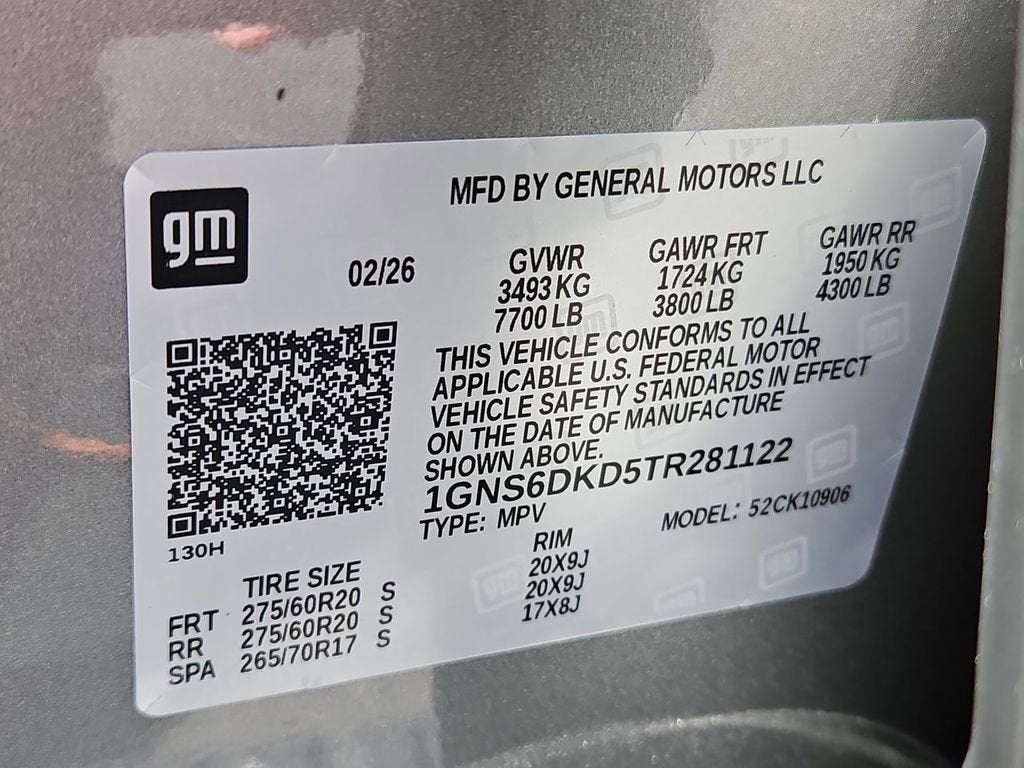 gm
MFD BY GENERAL MOTORS LLC
02/26
GVWR
3493 KG
7700 LB
GAWR FRT
1724 KG
3800 LB
GAWR RR
1950 KG
4300 LB
THIS VEHICLE CONFORMS TO ALL
APPLICABLE U.S. FEDERAL MOTOR
VEHICLE SAFETY STANDARDS IN EFFECT
ON THE DATE OF MANUFACTURE
SHOWN ABOVE.
1GNS6DKD5TR281122
TYPE: MPV
MODEL: 52CK10906
130H
TIRE SIZE
RIM
FRT 275/60R20 S 20X9J
RR 275/60R20 S 20X9J
SPA 265/70R17 S 17X8J